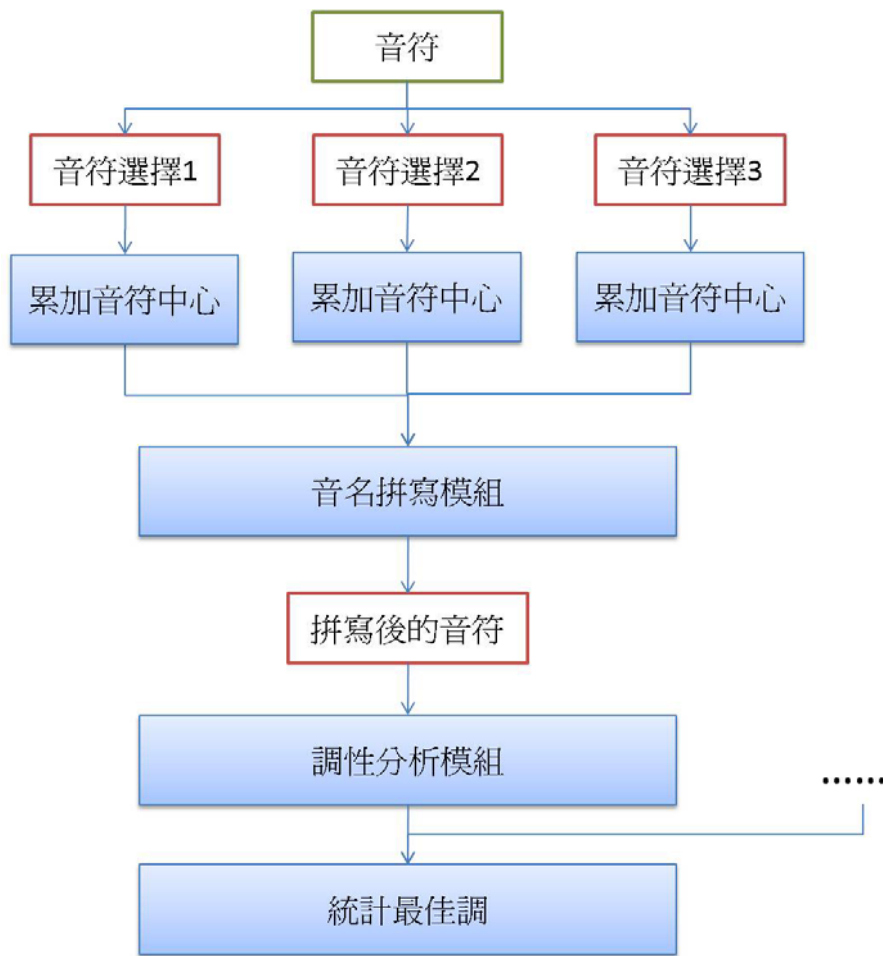 音符
音符選擇1
音符選擇2
音符選擇3
累加音符中心
累加音符中心
累加音符中心
音名拼寫模組
拼寫後的音符
調性分析模組
......
統計最佳調